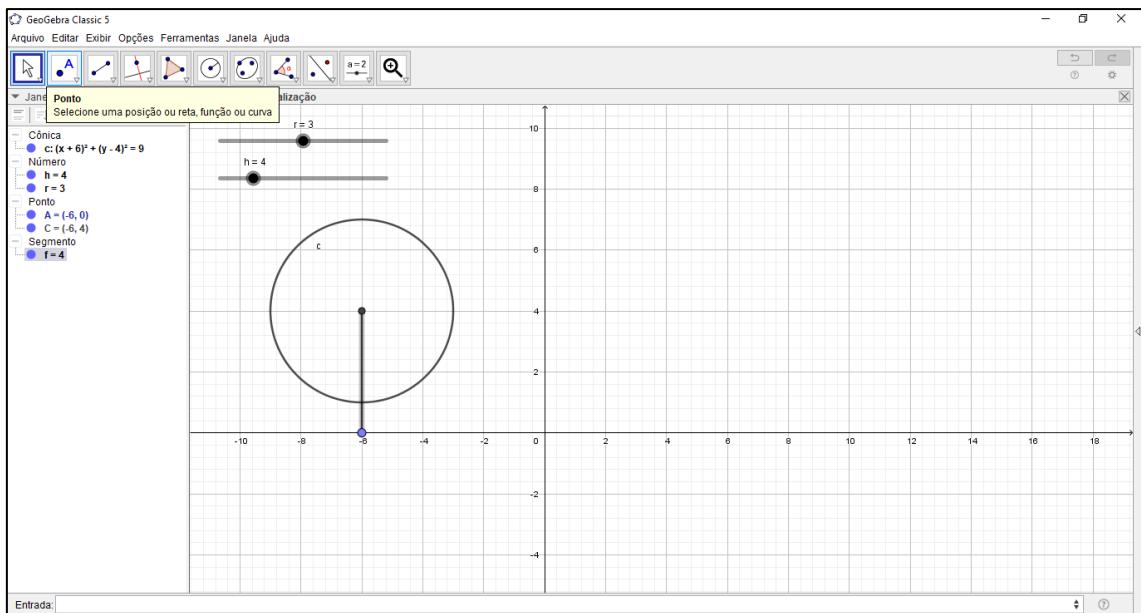 GeoGebra Classic 5
Arquivo Editar Exibir Opções Ferramentas Janela Ajuda
A
α
a=2
Ponto
Selecione uma posição ou reta, função ou curva
Jane
alização
Cônica
c: (x + 6)² + (y - 4)² = 9
Número
h = 4
r = 3
Ponto
A = (-6, 0)
C = (-6, 4)
Segmento
f = 4
r = 3
h = 4
c
10
8
6
4
2
-2
-4
-10 -8 -6 -4 -2 0 2 4 6 8 10 12 14 16 18
Entrada: